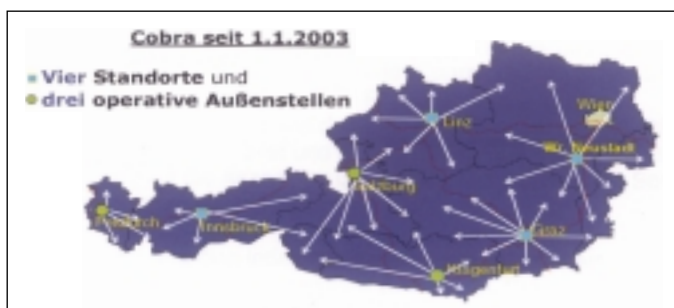 Cobra seit 1.1.2003
Vier Standorte und
drei operative Außenstellen
Wien
Linz
Wr. Neustadt
Salzburg
Innsbruck
Graz
Klagenfurt